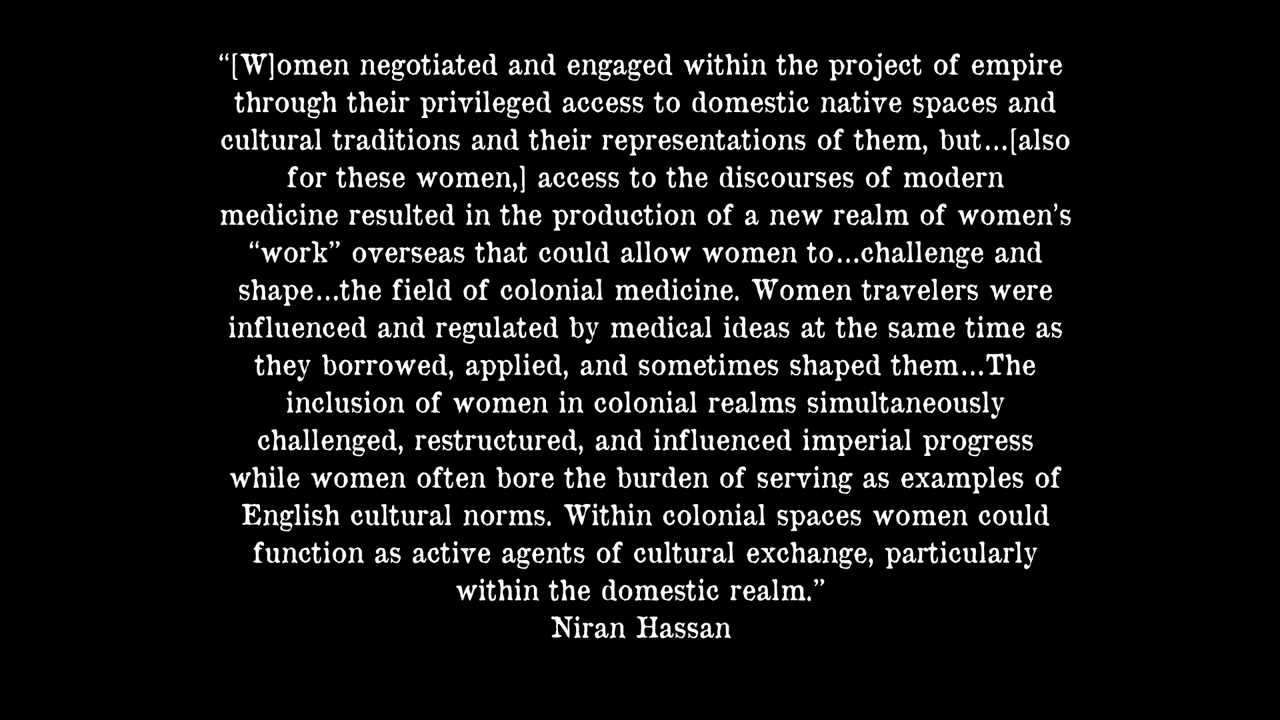 “[W]omen negotiated and engaged within the project of empire
through their privileged access to domestic native spaces and
cultural traditions and their representations of them, but...[also
for these women,] access to the discourses of modern
medicine resulted in the production of a new realm of women’s
“work” overseas that could allow women to...challenge and
shape...the field of colonial medicine. Women travelers were
influenced and regulated by medical ideas at the same time as
they borrowed, applied, and sometimes shaped them...The
inclusion of women in colonial realms simultaneously
challenged, restructured, and influenced imperial progress
while women often bore the burden of serving as examples of
English cultural norms. Within colonial spaces women could
function as active agents of cultural exchange, particularly
within the domestic realm.”
Niran Hassan